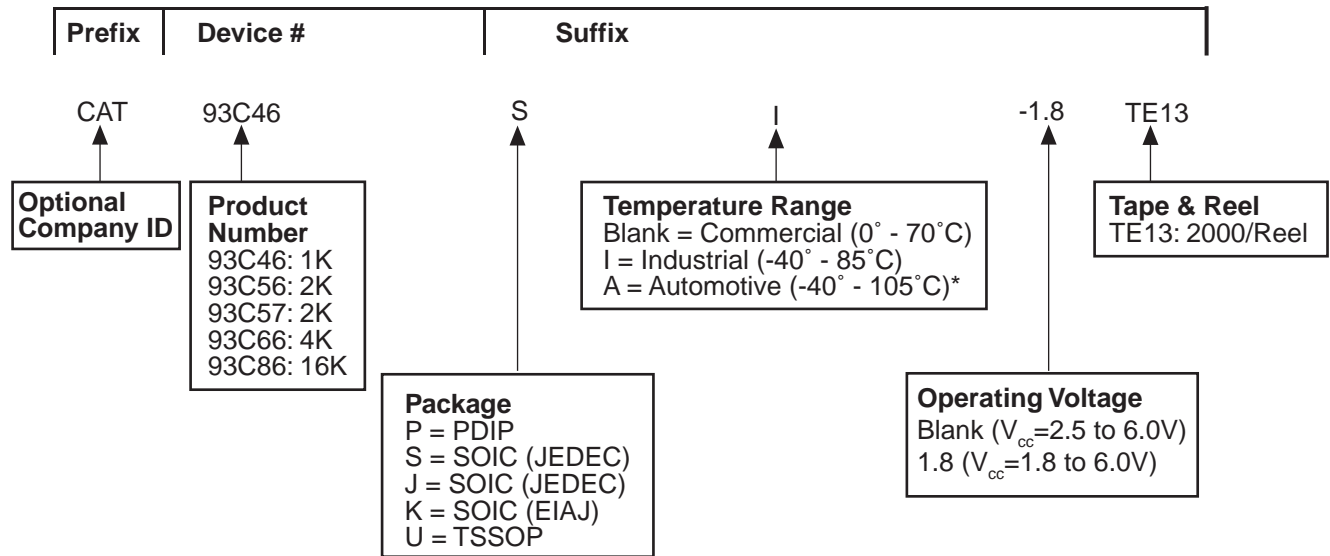 Prefix Device # Suffix
CAT 93C46 S I -1.8 TE13
Optional
Company ID
Product
Number
93C46: 1K
93C56: 2K
93C57: 2K
93C66: 4K
93C86: 16K
Temperature Range
Blank = Commercial (0˚ - 70˚C)
I = Industrial (-40˚ - 85˚C)
A = Automotive (-40˚ - 105˚C)*
Tape & Reel
TE13: 2000/Reel
Package
P = PDIP
S = SOIC (JEDEC)
J = SOIC (JEDEC)
K = SOIC (EIAJ)
U = TSSOP
Operating Voltage
Blank (Vcc=2.5 to 6.0V)
1.8 (Vcc=1.8 to 6.0V)